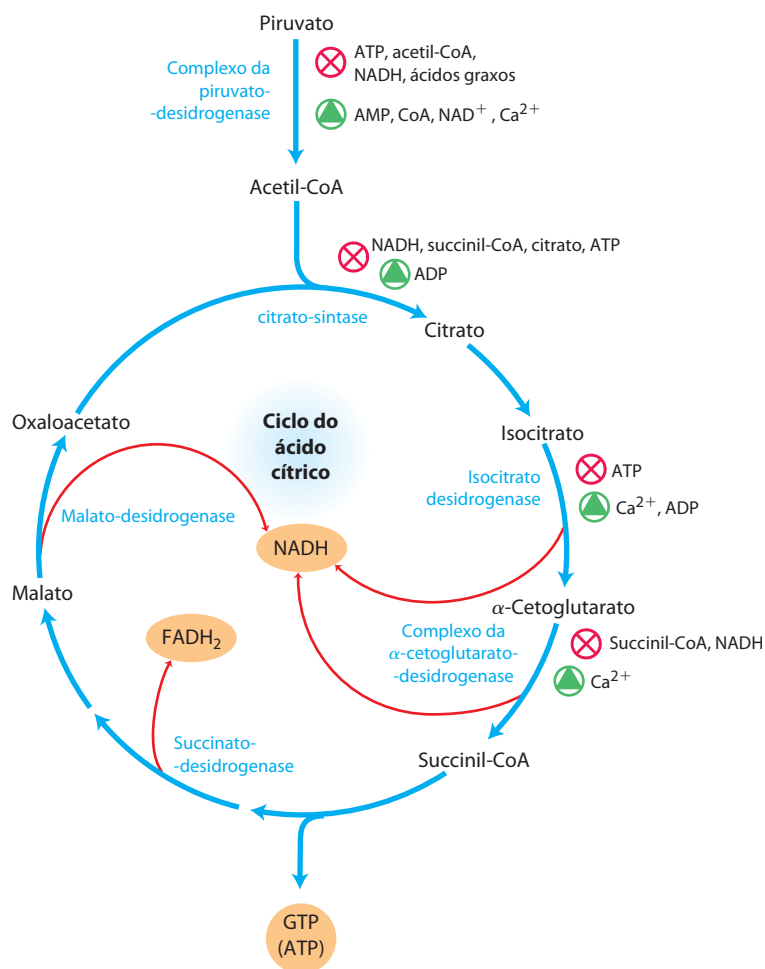 Piruvato
Complexo da
piruvato-
-desidrogenase
ATP, acetil-CoA,
NADH, ácidos graxos
AMP, CoA, NAD⁺ , Ca²⁺
Acetil-CoA
NADH, succinil-CoA, citrato, ATP
ADP
citrato-sintase
Citrato
Oxaloacetato
Ciclo do
ácido
cítrico
Isocitrato
Isocitrato
desidrogenase
ATP
Ca²⁺, ADP
Malato-desidrogenase
NADH
Malato
α-Cetoglutarato
FADH₂
Complexo da
α-cetoglutarato-
-desidrogenase
Succinil-CoA, NADH
Ca²⁺
Succinato-
-desidrogenase
Succinil-CoA
GTP
(ATP)